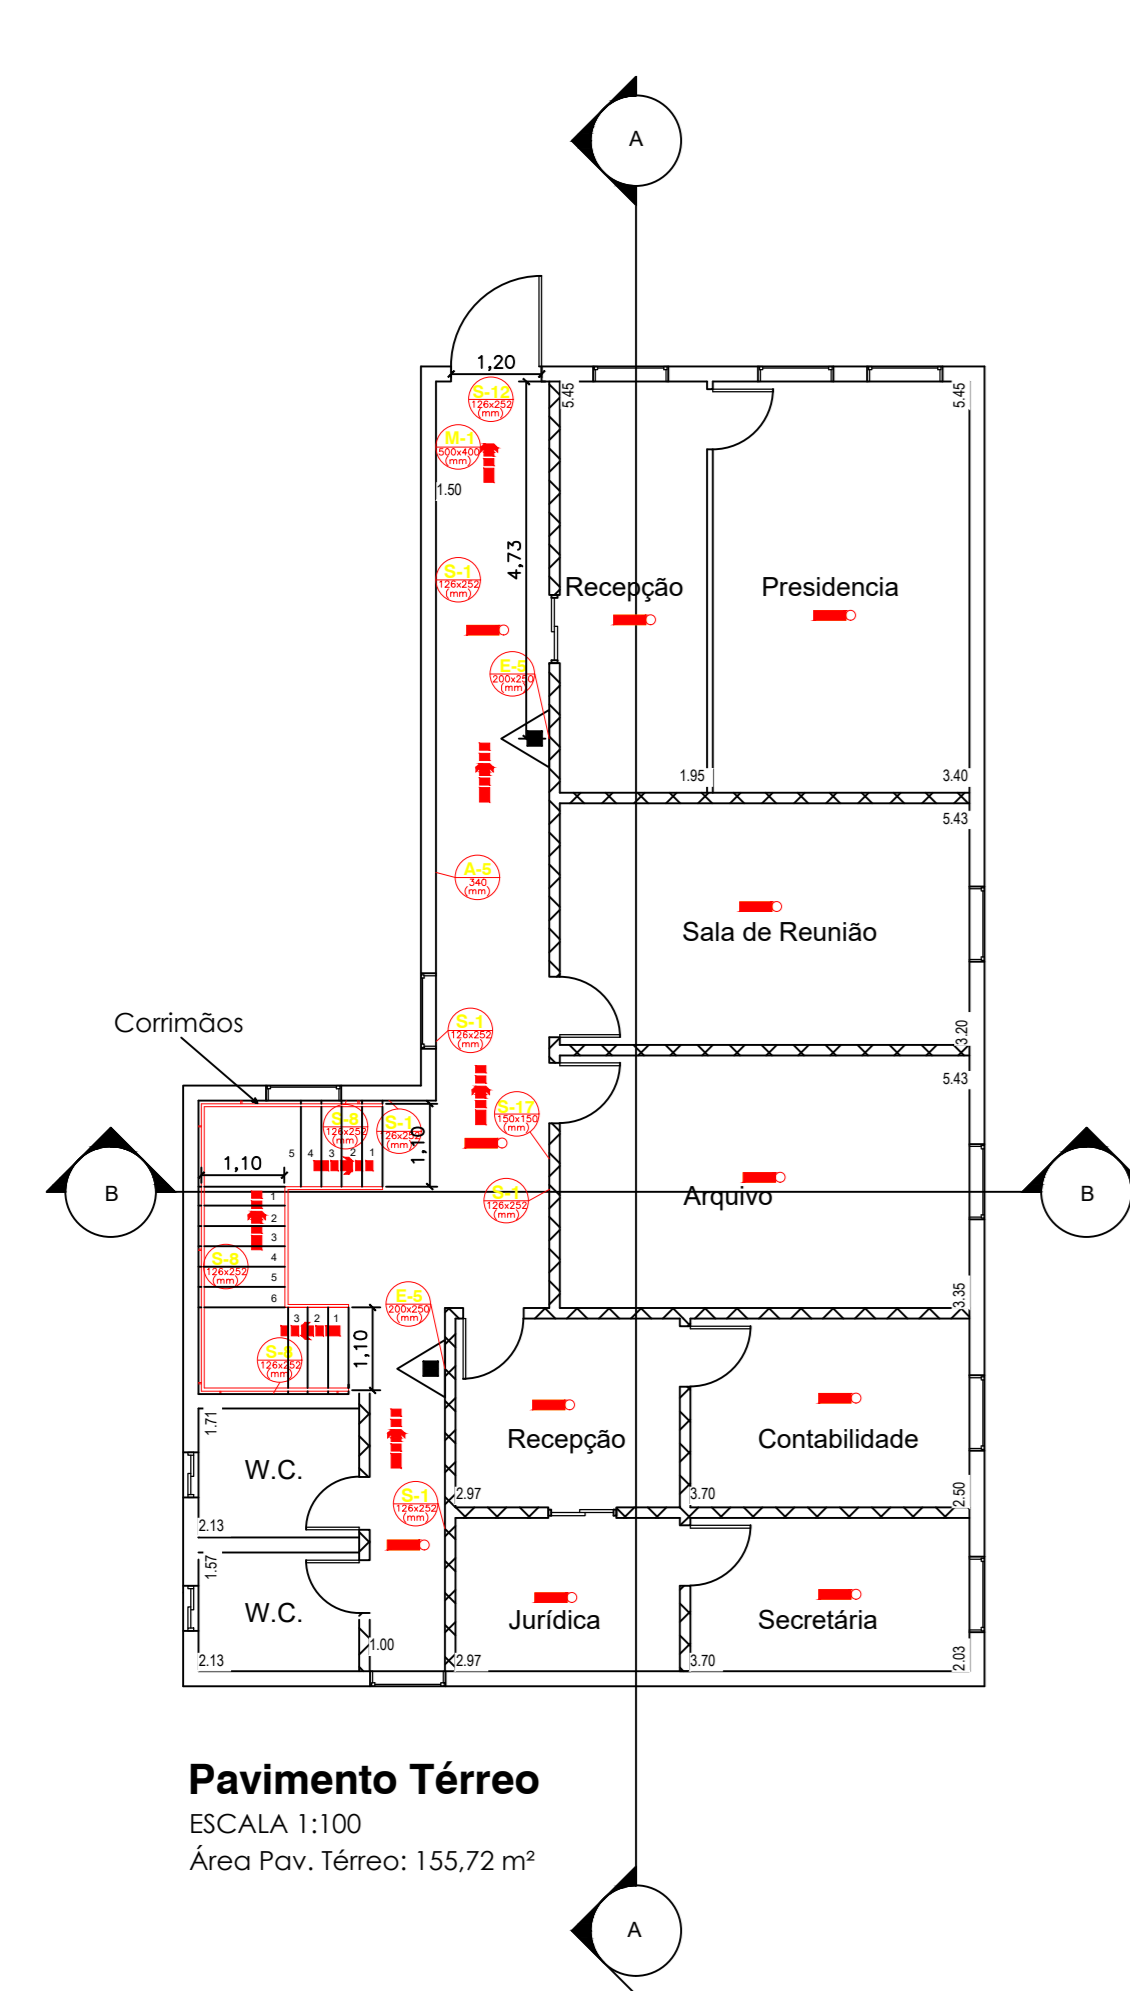 A
1,20
S-12
126x252
(mm)
5.45
5.45
M-1
500x400
(mm)
1.50
4,73
S-1
126x252
(mm)
Recepção
Presidencia
E-5
200x250
(mm)
1.95
3.40
5.43
A-5
340
(mm)
Sala de Reunião
Corrimãos
S-1
126x252
(mm)
3.20
5.43
S-17
150x150
(mm)
S-8
126x252
(mm)
S-1
26x252
(mm)
1,10
5 4 3 2 1
1,10
B
Arquivo
B
S-1
126x252
(mm)
1
2
3
4
5
6
S-8
126x252
(mm)
E-5
200x250
(mm)
3.35
3 2 1
1,10
S-8
126x252
(mm)
1.71
W.C.
2.13
Recepção
2.97
Contabilidade
3.70
2.50
S-1
126x252
(mm)
1.57
W.C.
2.13
1.00
Jurídica
2.97
Secretária
3.70
2.03
Pavimento Térreo
ESCALA 1:100
Área Pav. Térreo: 155,72 m²
A